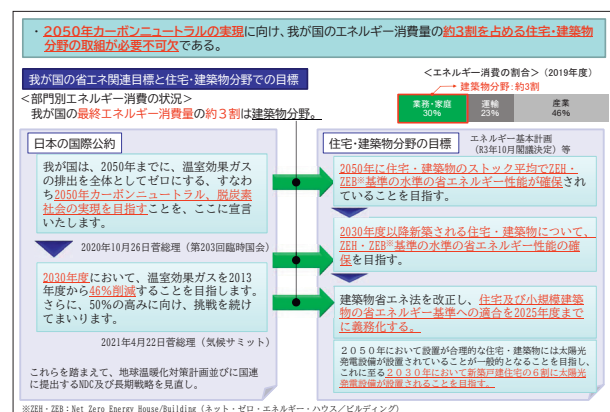 ・2050年カーボンニュートラルの実現に向け、我が国のエネルギー消費量の約3割を占める住宅・建築物
分野の取組が必要不可欠である。
我が国の省エネ関連目標と住宅・建築物分野での目標
＜部門別エネルギー消費の状況＞
我が国の最終エネルギー消費量の約３割は建築物分野。
＜エネルギー消費の割合＞（2019年度）
建築物分野：約3割
業務・家庭
30%
運輸
23%
産業
46%
日本の国際公約
我が国は、2050年までに、温室効果ガス
の排出を全体としてゼロにする、すなわ
ち2050年カーボンニュートラル、脱炭素
社会の実現を目指すことを、ここに宣言
いたします。
2020年10月26日菅総理（第203回臨時国会）
2030年度において、温室効果ガスを2013
年度から46%削減することを目指します。
さらに、50%の高みに向け、挑戦を続け
てまいります。
2021年4月22日菅総理（気候サミット）
これらを踏まえて、地球温暖化対策計画並びに国連
に提出するNDC及び長期戦略を見直し。
住宅・建築物分野の目標
エネルギー基本計画
（R3年10月閣議決定）等
2050年に住宅・建築物のストック平均でZEH・
ZEB※基準の水準の省エネルギー性能が確保され
ていることを目指す。
2030年度以降新築される住宅・建築物について、
ZEH・ZEB※基準の水準の省エネルギー性能の確
保を目指す。
建築物省エネ法を改正し、住宅及び小規模建築
物の省エネルギー基準への適合を2025年度まで
に義務化する。
２０５０年において設置が合理的な住宅・建築物には太陽光
発電設備が設置されていることが一般的となることを目指し、
これに至る２０３０年において新築戸建住宅の６割に太陽光
発電設備が設置されることを目指す。
※ZEH・ZEB：Net Zero Energy House/Building（ネット・ゼロ・エネルギー・ハウス／ビルディング）